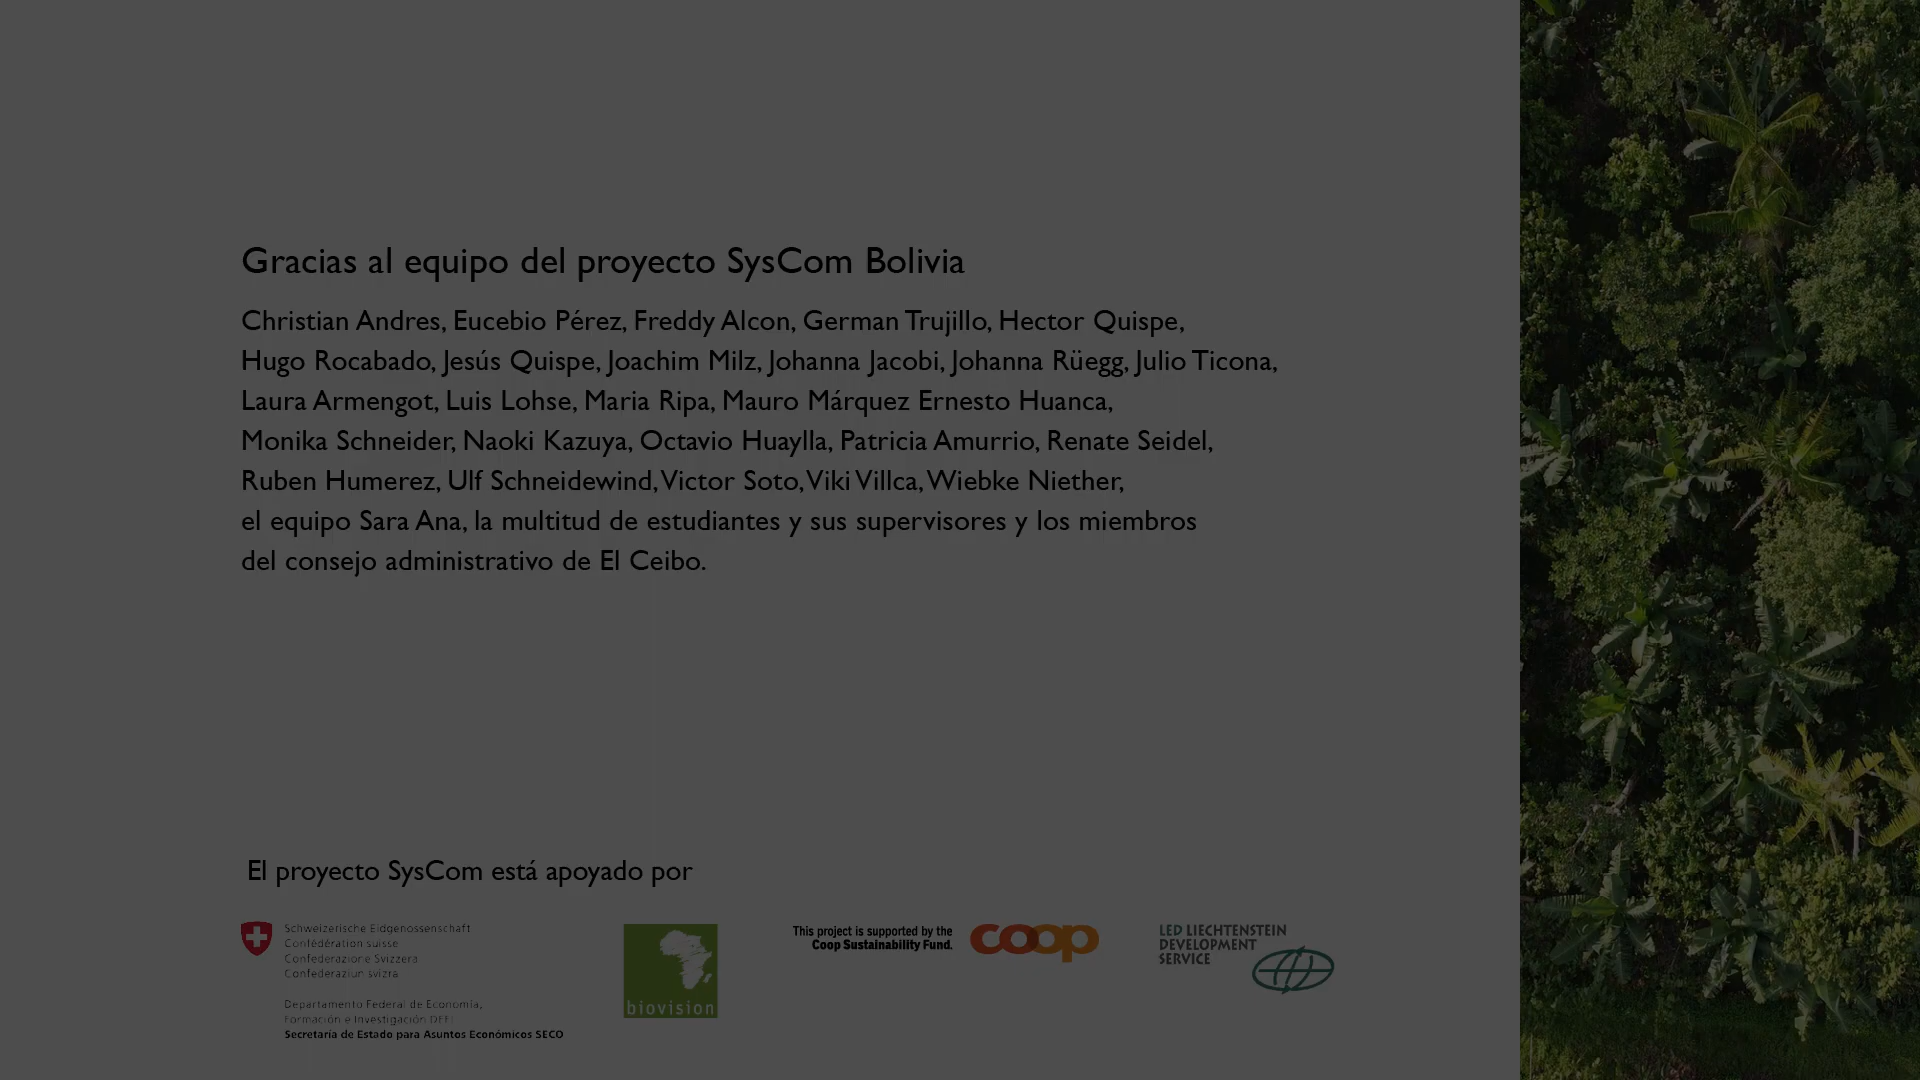 Gracias al equipo del proyecto SysCom Bolivia
Christian Andres, Eucebio Pérez, Freddy Alcon, German Trujillo, Hector Quispe,
Hugo Rocabado, Jesús Quispe, Joachim Milz, Johanna Jacobi, Johanna Rüegg, Julio Ticona,
Laura Armengot, Luis Lohse, Maria Ripa, Mauro Márquez Ernesto Huanca,
Monika Schneider, Naoki Kazuya, Octavio Huaylla, Patricia Amurrio, Renate Seidel,
Ruben Humerez, Ulf Schneidewind, Victor Soto, Viki Villca, Wiebke Niether,
el equipo Sara Ana, la multitud de estudiantes y sus supervisores y los miembros
del consejo administrativo de El Ceibo.
El proyecto SysCom está apoyado por
Schweizerische Eidgenossenschaft
Confédération suisse
Confederazione Svizzera
Confederaziun svizra
Departamento Federal de Economía,
Formación e Investigación DEFI
Secretaría de Estado para Asuntos Económicos SECO
biovision
This project is supported by the
Coop Sustainability Fund.
coop
LED LIECHTENSTEIN
DEVELOPMENT
SERVICE